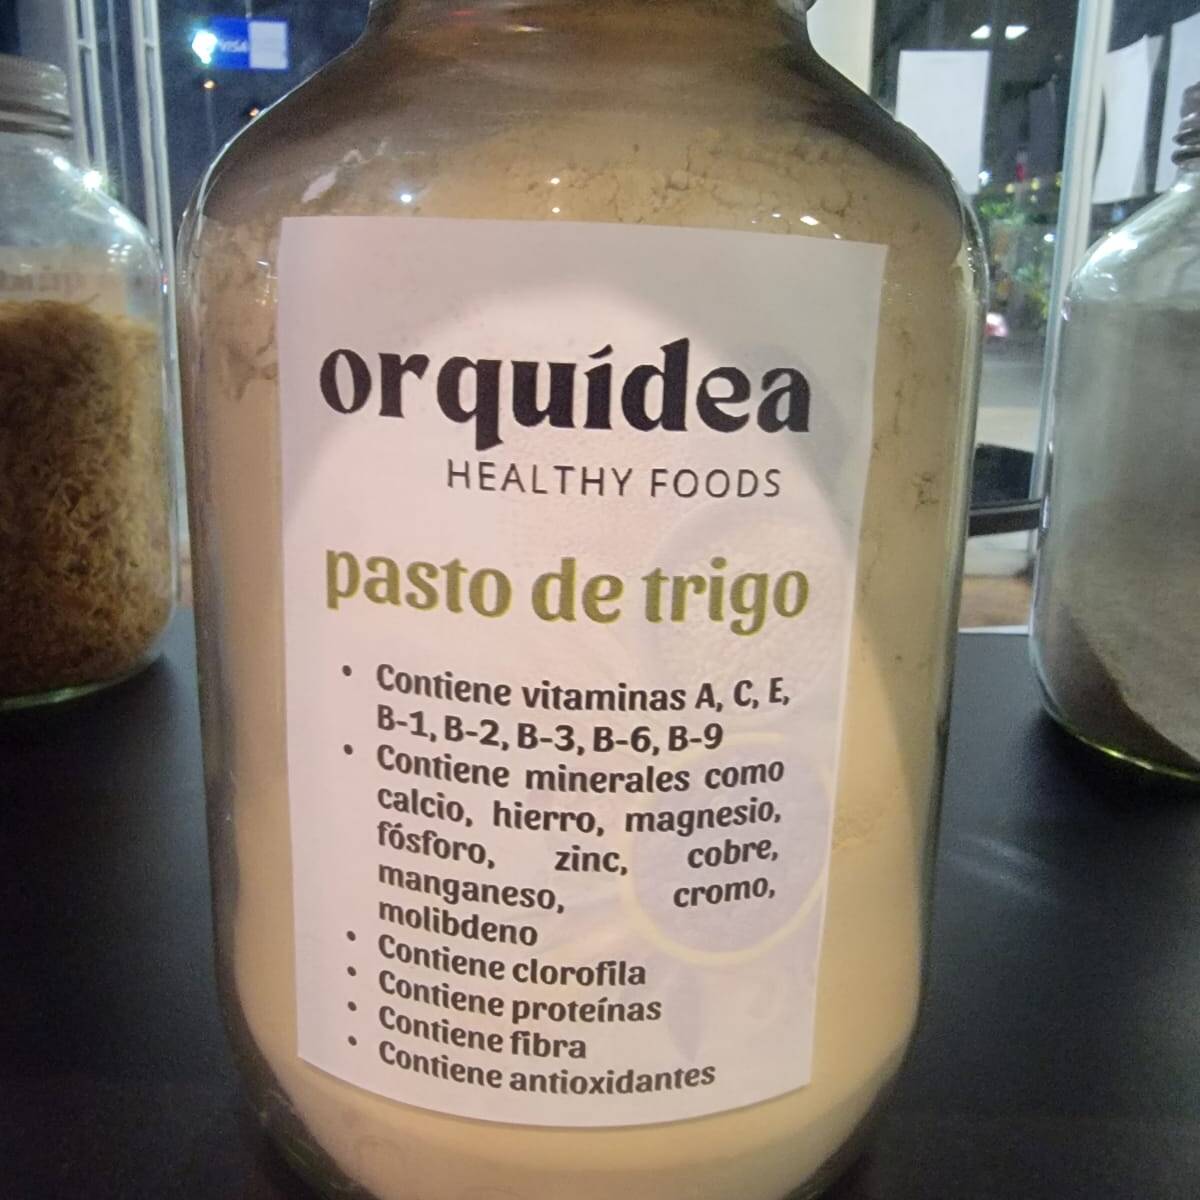 VISA
orquídea
HEALTHY FOODS
pasto de trigo
• Contiene vitaminas A, C, E,
B-1, B-2, B-3, B-6, B-9
• Contiene minerales como
calcio, hierro, magnesio,
fósforo, zinc, cobre,
manganeso, cromo,
molibdeno
• Contiene clorofila
• Contiene proteínas
• Contiene fibra
• Contiene antioxidantes